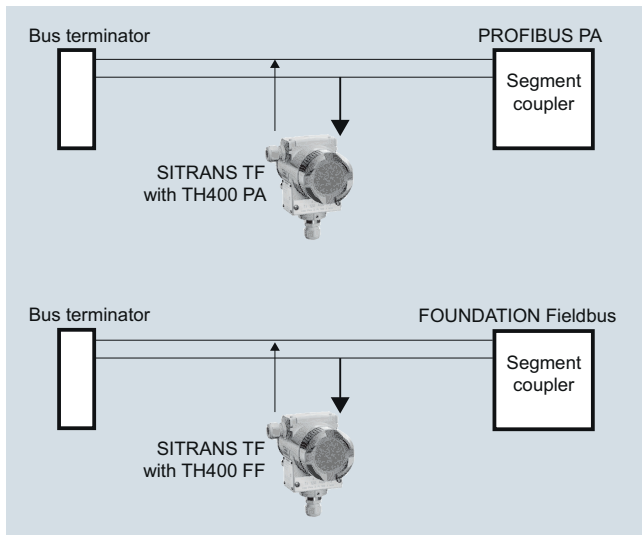 Bus terminator
PROFIBUS PA
Segment
coupler
SITRANS TF
with TH400 PA
Bus terminator
FOUNDATION Fieldbus
Segment
coupler
SITRANS TF
with TH400 FF